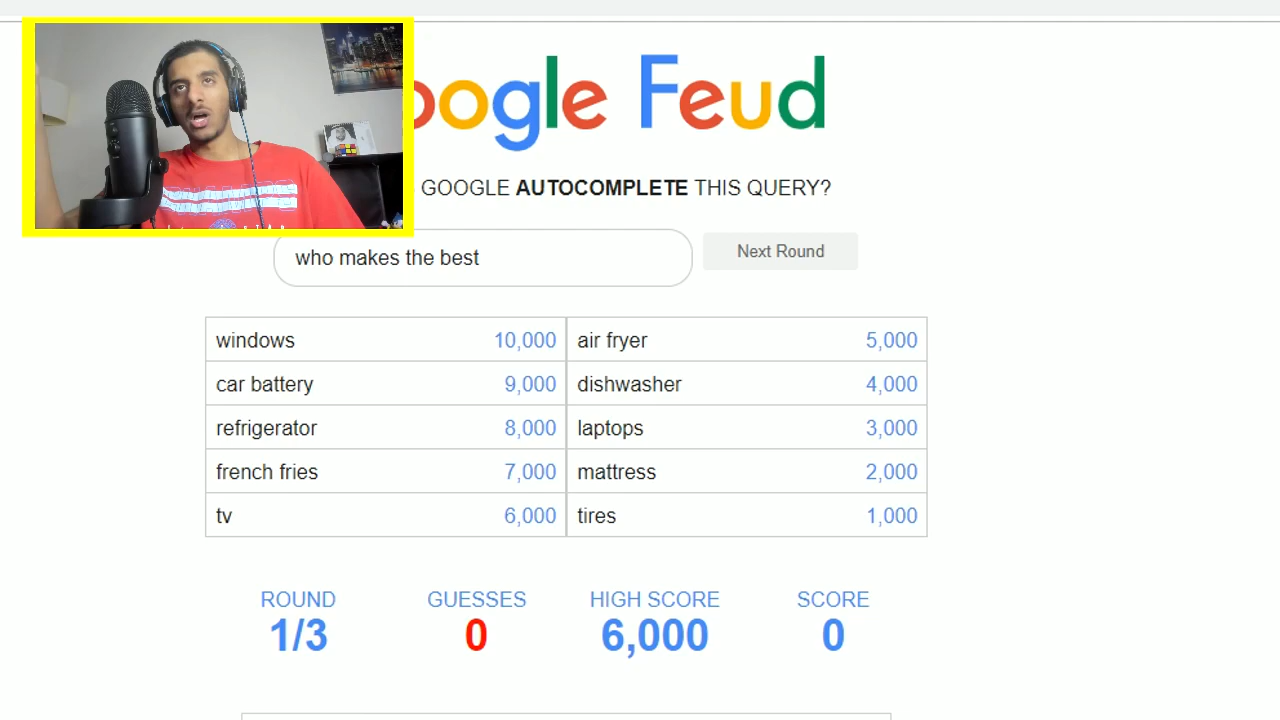 oogle Feud
GOOGLE AUTOCOMPLETE THIS QUERY?
who makes the best
Next Round
windows 10,000 air fryer 5,000
car battery 9,000 dishwasher 4,000
refrigerator 8,000 laptops 3,000
french fries 7,000 mattress 2,000
tv 6,000 tires 1,000
ROUND GUESSES HIGH SCORE SCORE
1/3 0 6,000 0